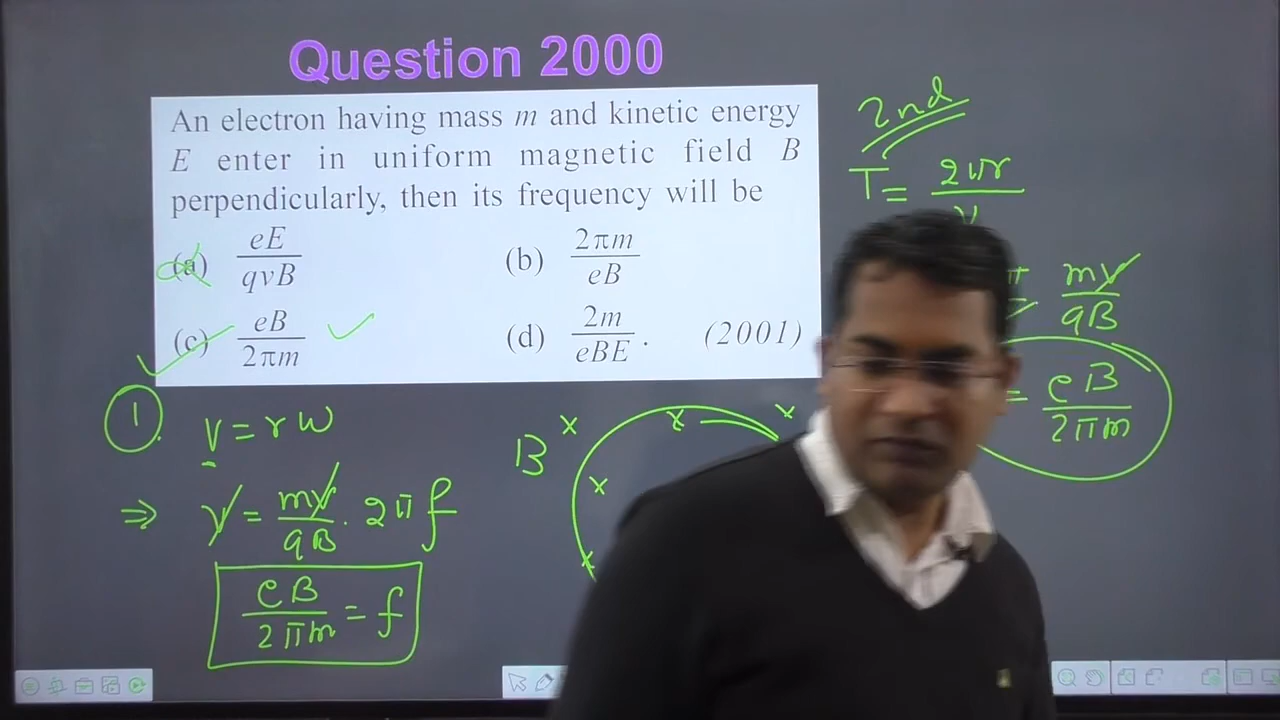 Question 2000
An electron having mass m and kinetic energy
E enter in uniform magnetic field B
perpendicularly, then its frequency will be
(a) eE/qvB (b) 2πm/eB
(c) eB/2πm (d) 2m/eBE . (2001)
1
v = rω
⇒ v = mv/qB . 2πf
eB/2πm = f
B
2nd
T = 2πr/v
mv/qB
= eB/2πm